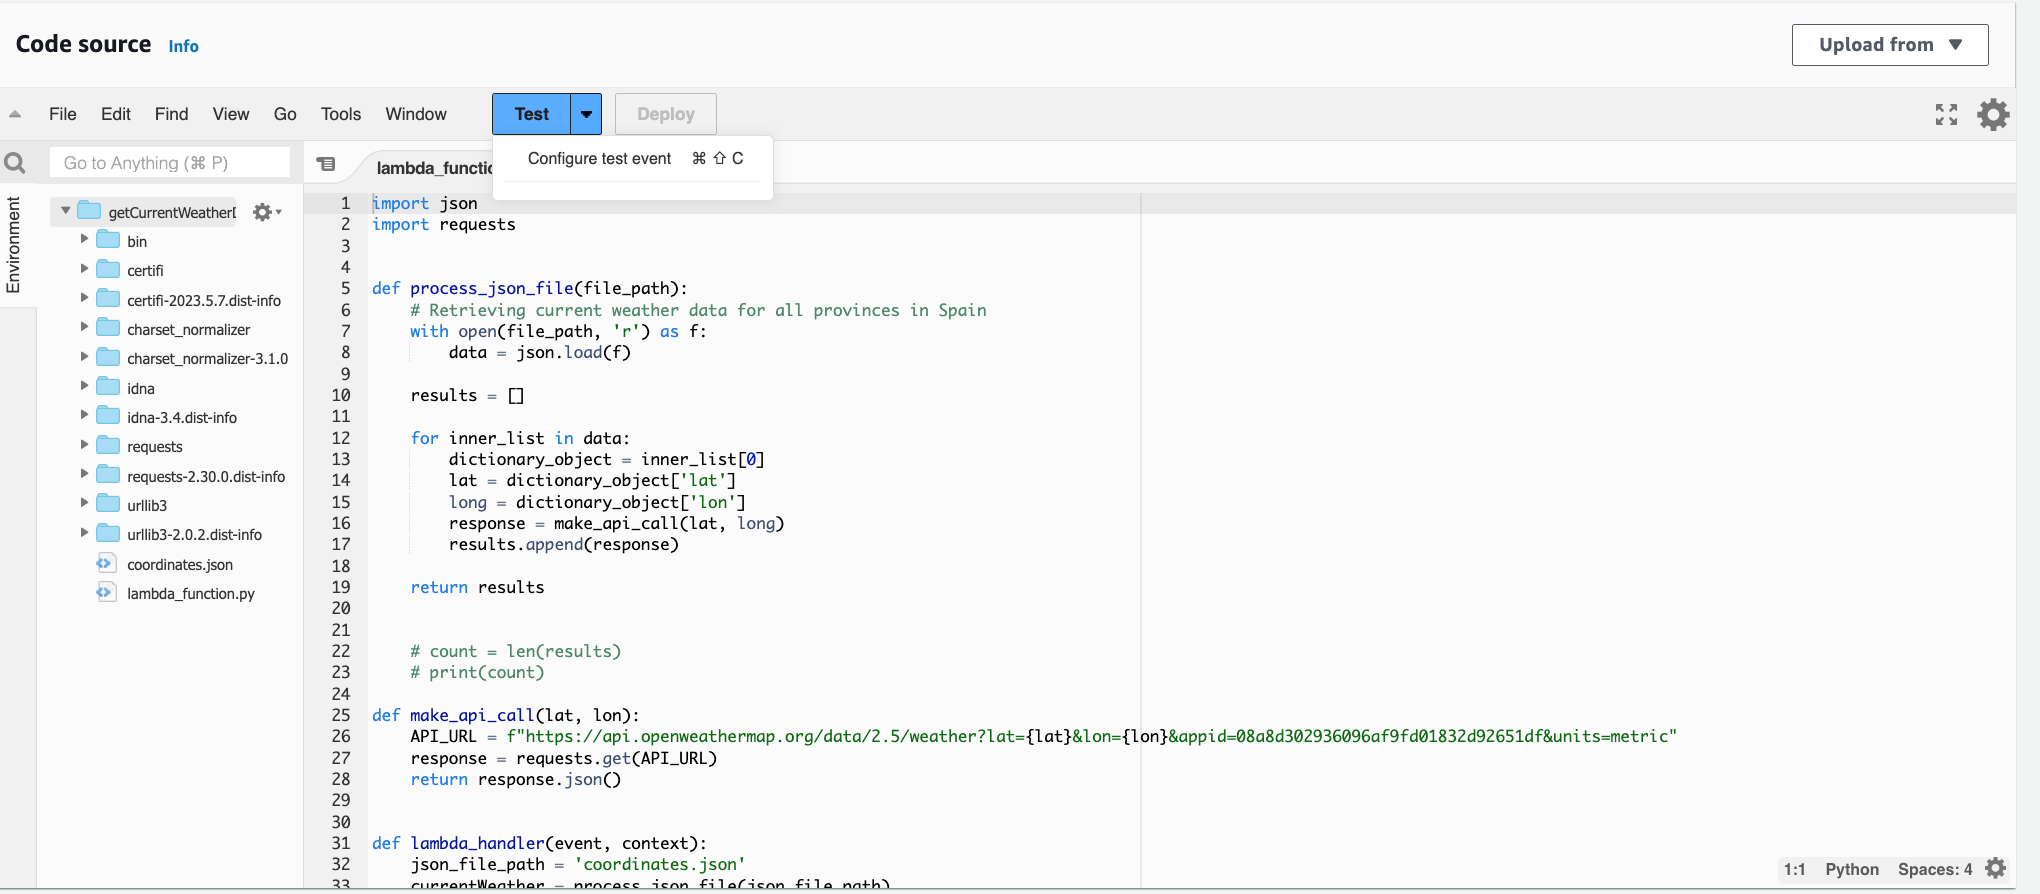 Code source Info
Upload from
File Edit Find View Go Tools Window Test Deploy
Configure test event ⌘ ⇧ C
Go to Anything (⌘ P)
lambda_functio
Environment
getCurrentWeather
bin
certifi
certifi-2023.5.7.dist-info
charset_normalizer
charset_normalizer-3.1.0
idna
idna-3.4.dist-info
requests
requests-2.30.0.dist-info
urllib3
urllib3-2.0.2.dist-info
coordinates.json
lambda_function.py
1 import json
2 import requests
3
4
5 def process_json_file(file_path):
6 # Retrieving current weather data for all provinces in Spain
7 with open(file_path, 'r') as f:
8 data = json.load(f)
9
10 results = []
11
12 for inner_list in data:
13 dictionary_object = inner_list[0]
14 lat = dictionary_object['lat']
15 long = dictionary_object['lon']
16 response = make_api_call(lat, long)
17 results.append(response)
18
19 return results
20
21
22 # count = len(results)
23 # print(count)
24
25 def make_api_call(lat, lon):
26 API_URL = f"https://api.openweathermap.org/data/2.5/weather?lat={lat}&lon={lon}&appid=08a8d302936096af9fd01832d92651df&units=metric"
27 response = requests.get(API_URL)
28 return response.json()
29
30
31 def lambda_handler(event, context):
32 json_file_path = 'coordinates.json'
33 currentWeather = process_json_file(json_file_path)
1:1 Python Spaces: 4